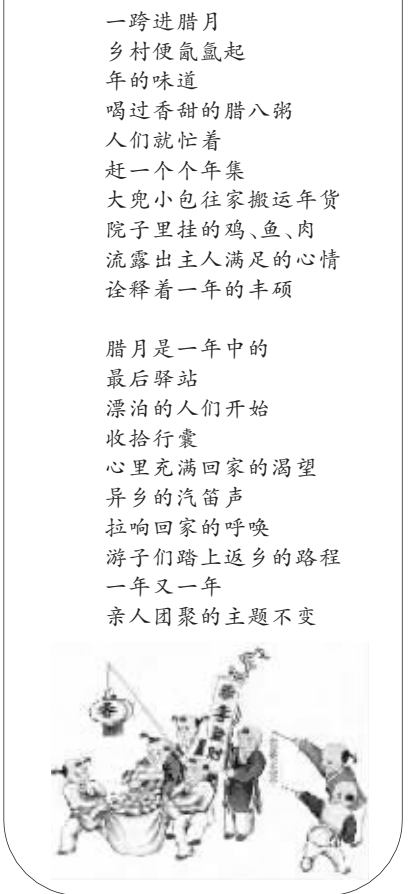 一跨进腊月
乡村便氤氲起
年的味道
喝过香甜的腊八粥
人们就忙着
赶一个个年集
大兜小包往家搬运年货
院子里挂的鸡、鱼、肉
流露出主人满足的心情
诠释着一年的丰硕

腊月是一年中的
最后驿站
漂泊的人们开始
收拾行囊
心里充满回家的渴望
异乡的汽笛声
拉响回家的呼唤
游子们踏上返乡的路程
一年又一年
亲人团聚的主题不变